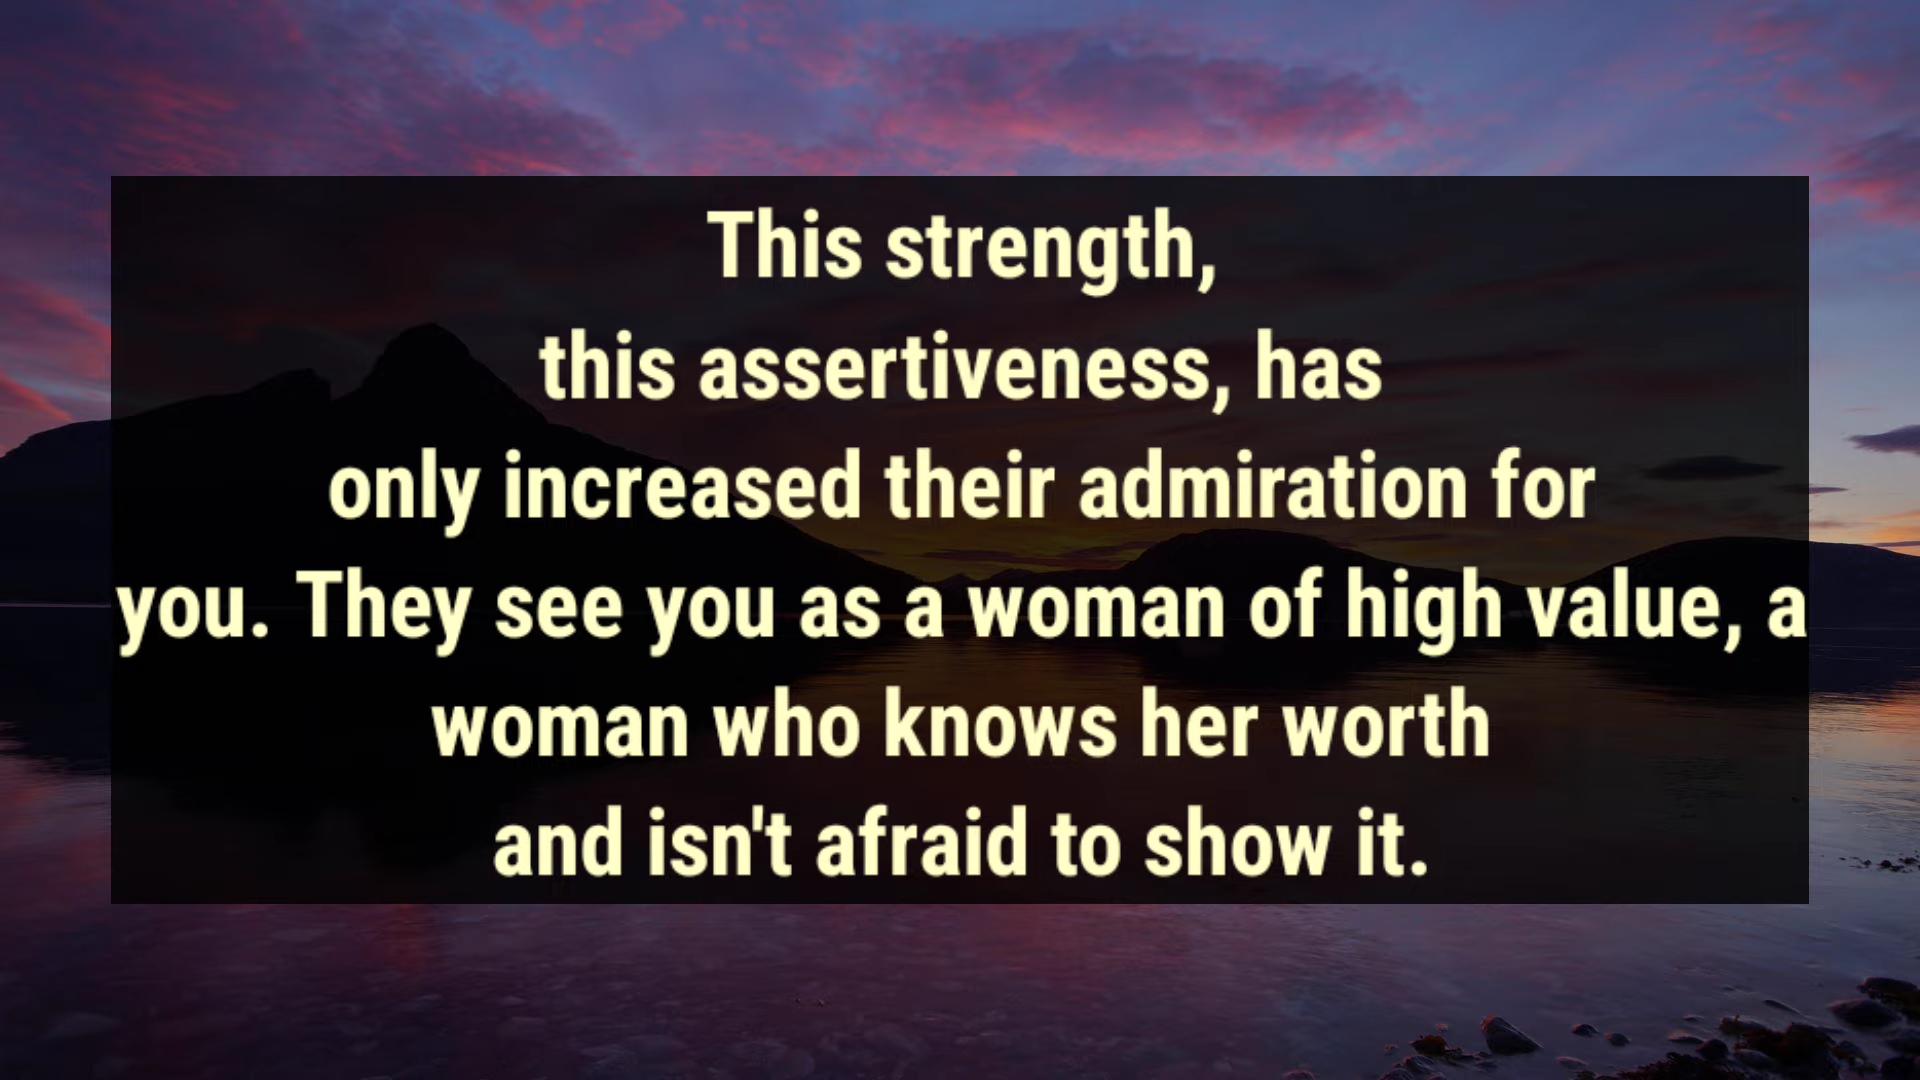 This strength,
this assertiveness, has
only increased their admiration for
you. They see you as a woman of high value, a
woman who knows her worth
and isn't afraid to show it.